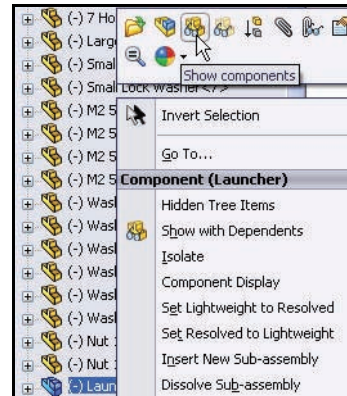 (-) 7 Ho
(-) Large
(-) Smal
Show components
(-) Small Lock Washer<7>
(-) M2 5
Invert Selection
(-) M2 5
(-) M2 5
Go To...
(-) M2 5
Component (Launcher)
(-) Wash
Hidden Tree Items
(-) Wash
Show with Dependents
(-) Wash
Isolate
(-) Wash
Component Display
(-) Wash
Set Lightweight to Resolved
(-) Wash
Set Resolved to Lightweight
(-) Nut
(-) Nut
Insert New Sub-assembly
(-) Laun
Dissolve Sub-assembly